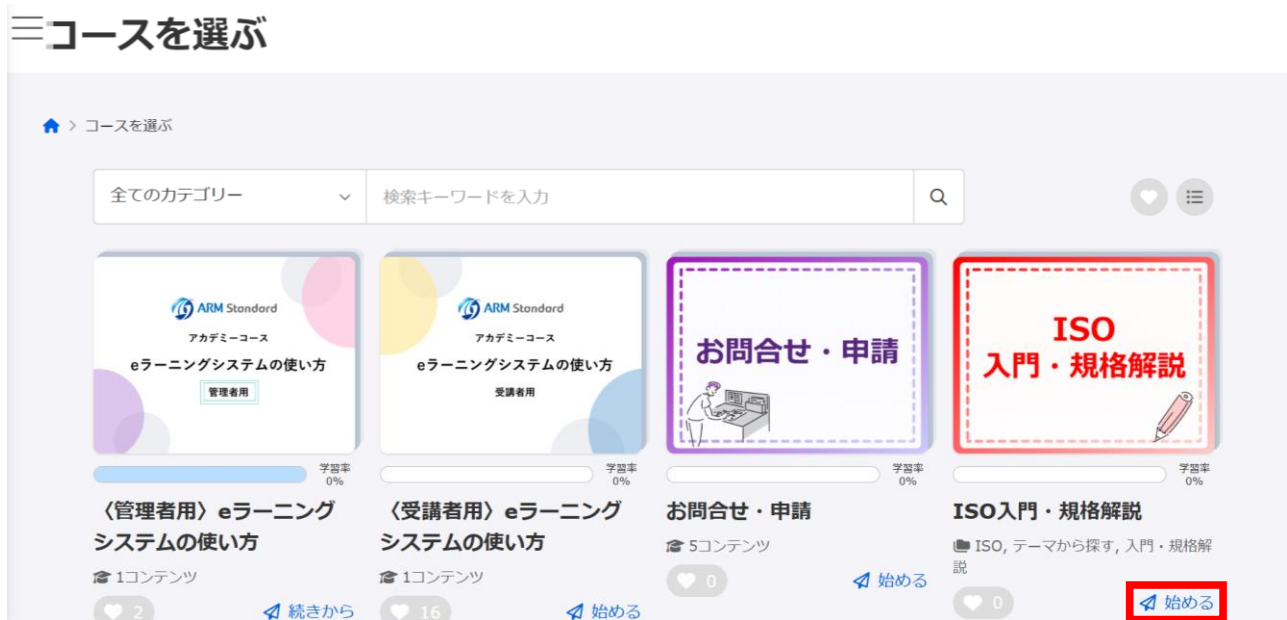 コースを選ぶ
コースを選ぶ
全てのカテゴリー
検索キーワードを入力
ARM Standard
アカデミーコース
eラーニングシステムの使い方
管理者用
学習率
0%
〈管理者用〉eラーニング
システムの使い方
1コンテンツ
2
続きから
ARM Standard
アカデミーコース
eラーニングシステムの使い方
受講者用
学習率
0%
〈受講者用〉eラーニング
システムの使い方
1コンテンツ
16
始める
お問合せ・申請
学習率
0%
お問合せ・申請
5コンテンツ
0
始める
ISO
入門・規格解説
学習率
0%
ISO入門・規格解説
ISO, テーマから探す, 入門・規格解
説
0
始める